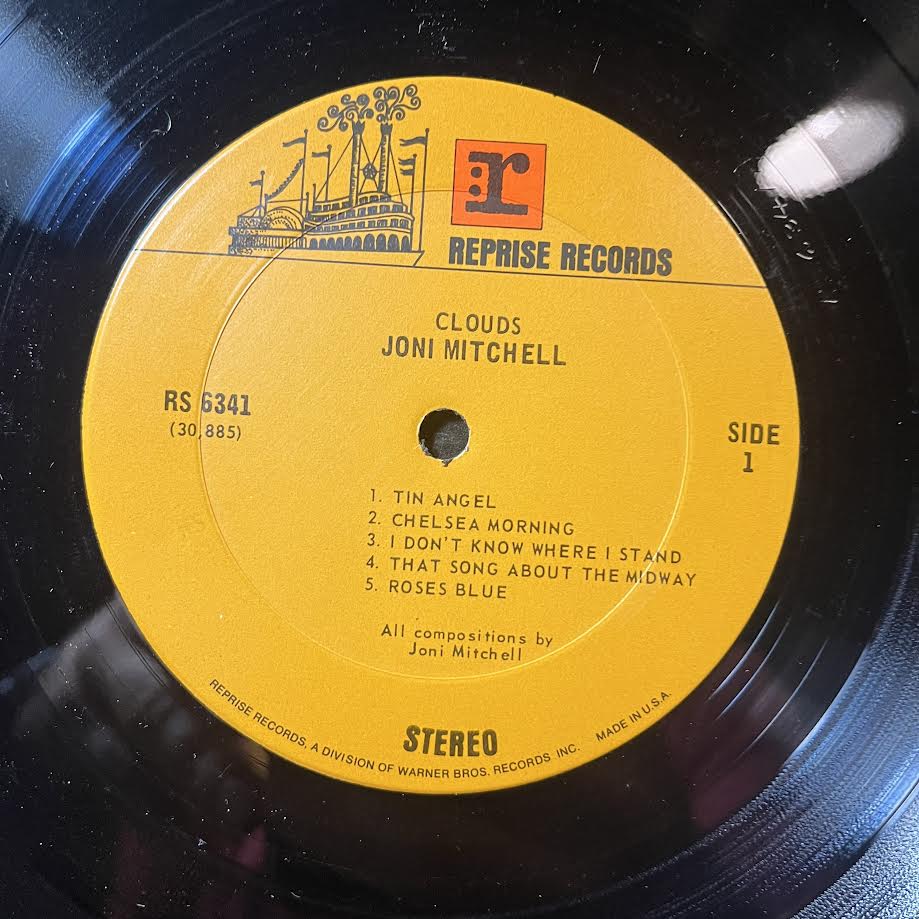 r
REPRISE RECORDS
CLOUDS
JONI MITCHELL
RS 6341
(30,885)
SIDE
1
1. TIN ANGEL
2. CHELSEA MORNING
3. I DON'T KNOW WHERE I STAND
4. THAT SONG ABOUT THE MIDWAY
5. ROSES BLUE
All compositions by
Joni Mitchell
STEREO
REPRISE RECORDS, A DIVISION OF WARNER BROS. RECORDS INC. MADE IN U.S.A.